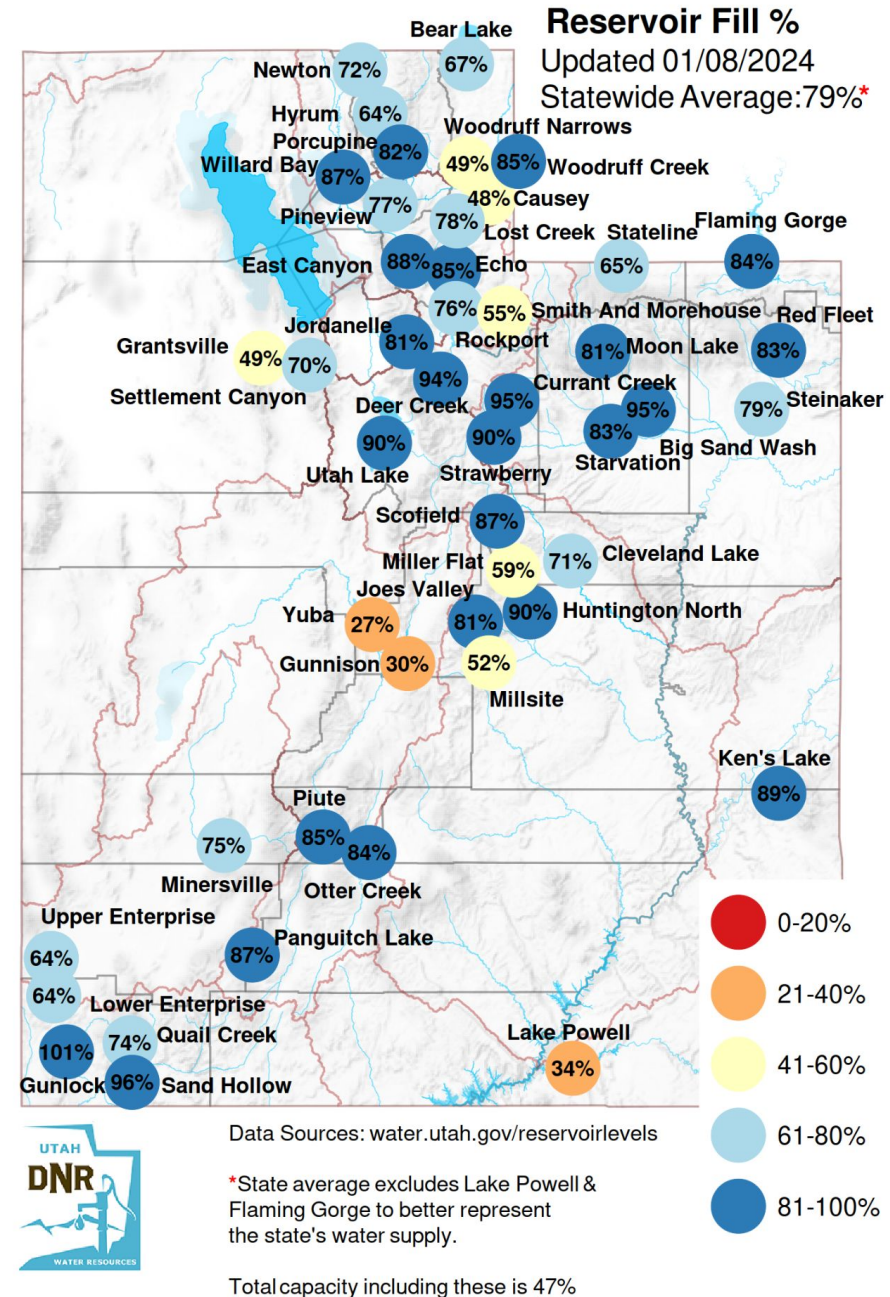 Reservoir Fill %
Updated 01/08/2024
Statewide Average:79%*
Bear Lake
67%
Newton
72%
Hyrum
64%
Porcupine
82%
Woodruff Narrows
49%
85%
Woodruff Creek
Willard Bay
87%
48%
Causey
Pineview
77%
78%
Lost Creek
Stateline
65%
Flaming Gorge
84%
East Canyon
88%
85%
Echo
76%
Rockport
55%
Smith And Morehouse
Red Fleet
83%
Jordanelle
81%
Grantsville
49%
70%
Settlement Canyon
81%
Moon Lake
94%
Deer Creek
Currant Creek
95%
95%
Big Sand Wash
79%
Steinaker
90%
Utah Lake
90%
Strawberry
83%
Starvation
Scofield
87%
Miller Flat
59%
71%
Cleveland Lake
Joes Valley
81%
90%
Huntington North
Yuba
27%
Gunnison
30%
52%
Millsite
Ken's Lake
89%
Piute
85%
84%
Otter Creek
75%
Minersville
Upper Enterprise
64%
87%
Panguitch Lake
64%
Lower Enterprise
Quail Creek
74%
101%
Gunlock
96%
Sand Hollow
Lake Powell
34%
0-20%
21-40%
41-60%
61-80%
81-100%
UTAH
DNR
WATER RESOURCES
Data Sources: water.utah.gov/reservoirlevels
*State average excludes Lake Powell &
Flaming Gorge to better represent
the state's water supply.
Total capacity including these is 47%